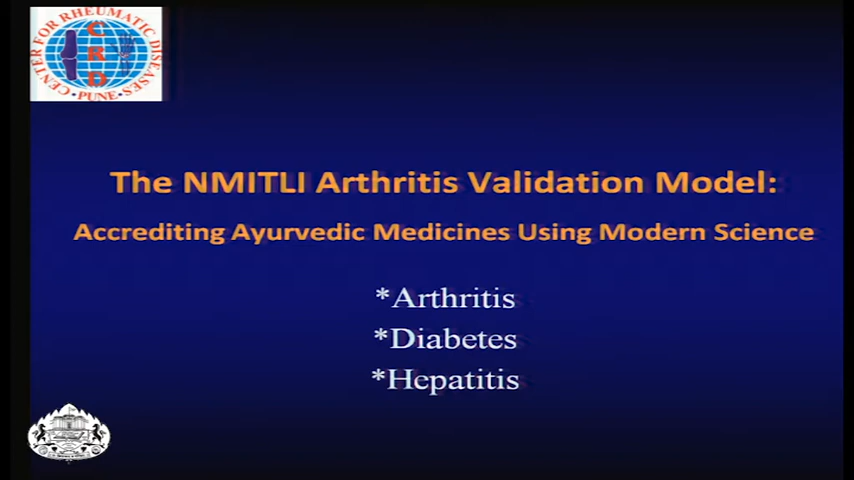 CENTER FOR RHEUMATIC DISEASES
CRD
• PUNE •
The NMITLI Arthritis Validation Model:
Accrediting Ayurvedic Medicines Using Modern Science
*Arthritis
*Diabetes
*Hepatitis